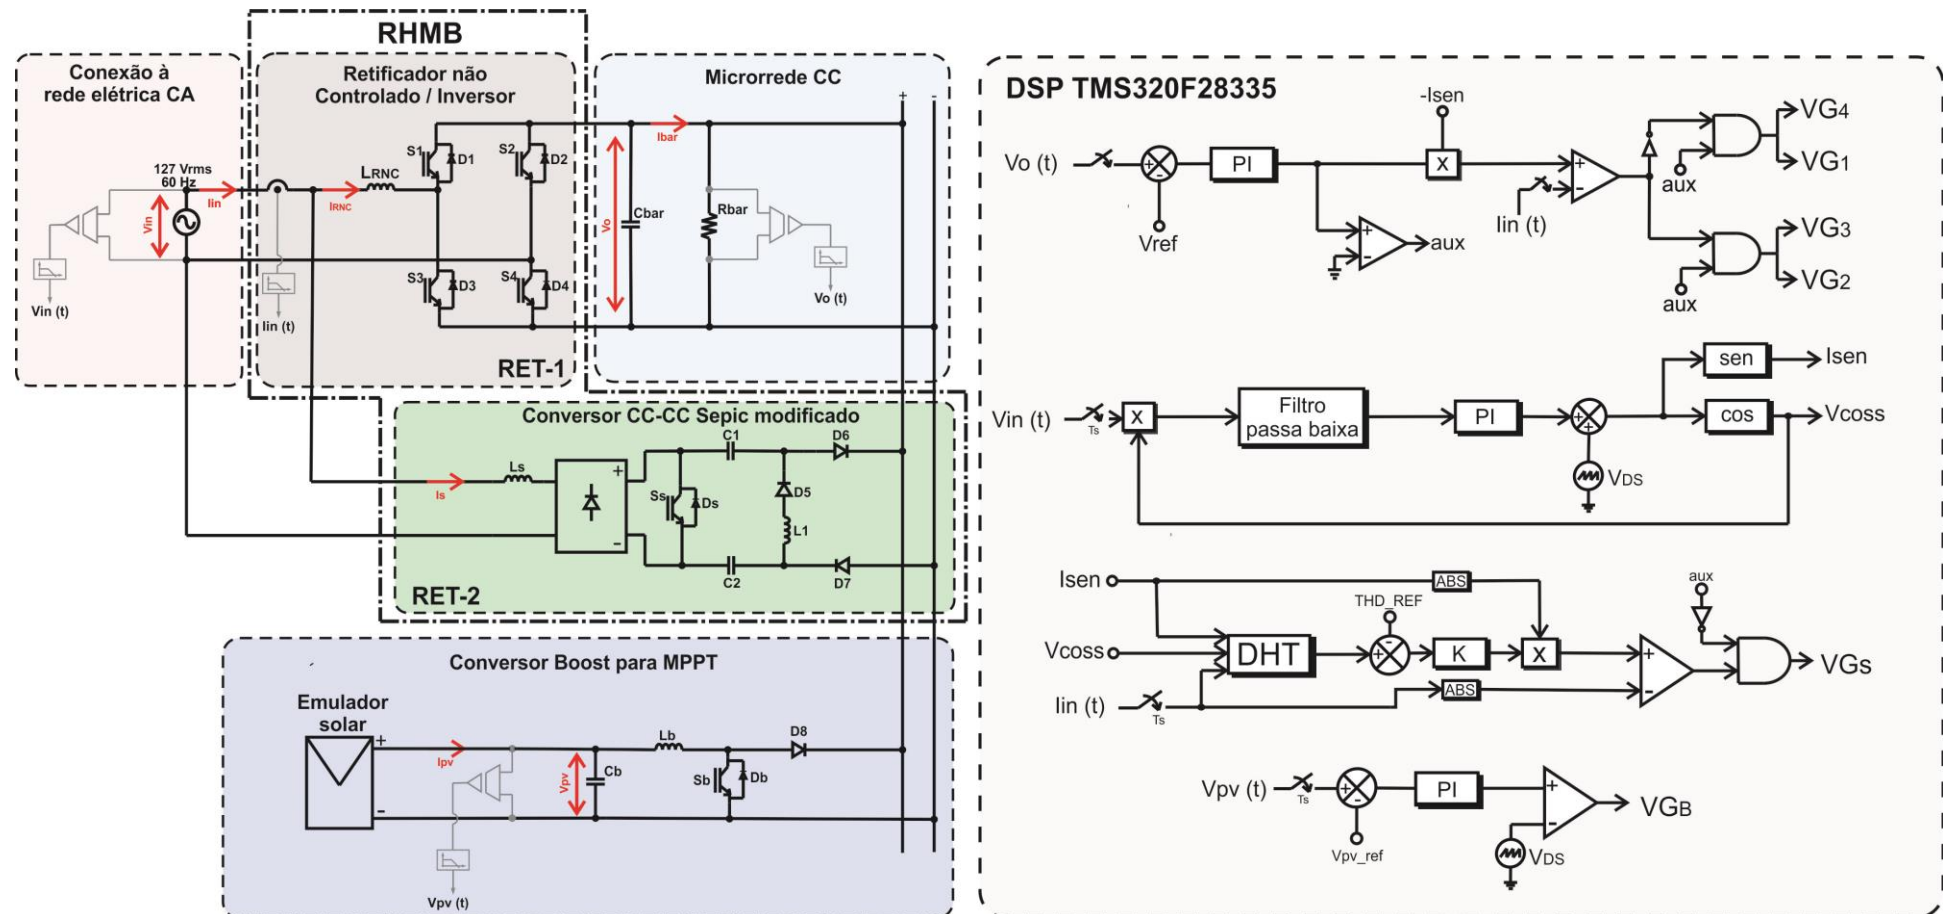 RHMB
Conexão à
rede elétrica CA
127 Vrms
60 Hz
Iin
Vin
Vin (t)
Retificador não
Controlado / Inversor
LRNC
IRNC
Iin (t)
S1
D1
S2
D2
S3
D3
S4
D4
RET-1
Microrrede CC
+
-
Ibar
Vo
Cbar
Rbar
Vo (t)
Conversor CC-CC Sepic modificado
Is
Ls
+
-
Ss
Ds
C1
D6
D5
L1
C2
D7
RET-2
Conversor Boost para MPPT
Emulador
solar
+
-
Ipv
Vpv
Vpv (t)
Cb
Lb
Sb
Db
D8
DSP TMS320F28335
Vo (t)
+
-
Vref
PI
-Isen
X
+
-
aux
Iin (t)
+
-
aux
VG4
VG1
aux
VG3
VG2
Vin (t)
Ts
X
Filtro
passa baixa
PI
+
+
VDS
sen
Isen
cos
Vcoss
Isen
Vcoss
Iin (t)
Ts
DHT
THD_REF
+
-
K
ABS
X
ABS
+
-
aux
VGs
Vpv (t)
Ts
+
-
Vpv_ref
PI
+
-
VDS
VGB